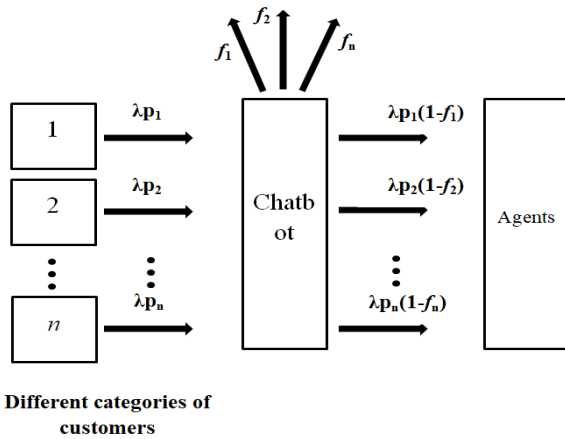 f₁ f₂ fₙ
1 λp₁ λp₁(1-f₁)
2 λp₂ Chatb ot λp₂(1-f₂) Agents
n λpₙ λpₙ(1-fₙ)
Different categories of
customers